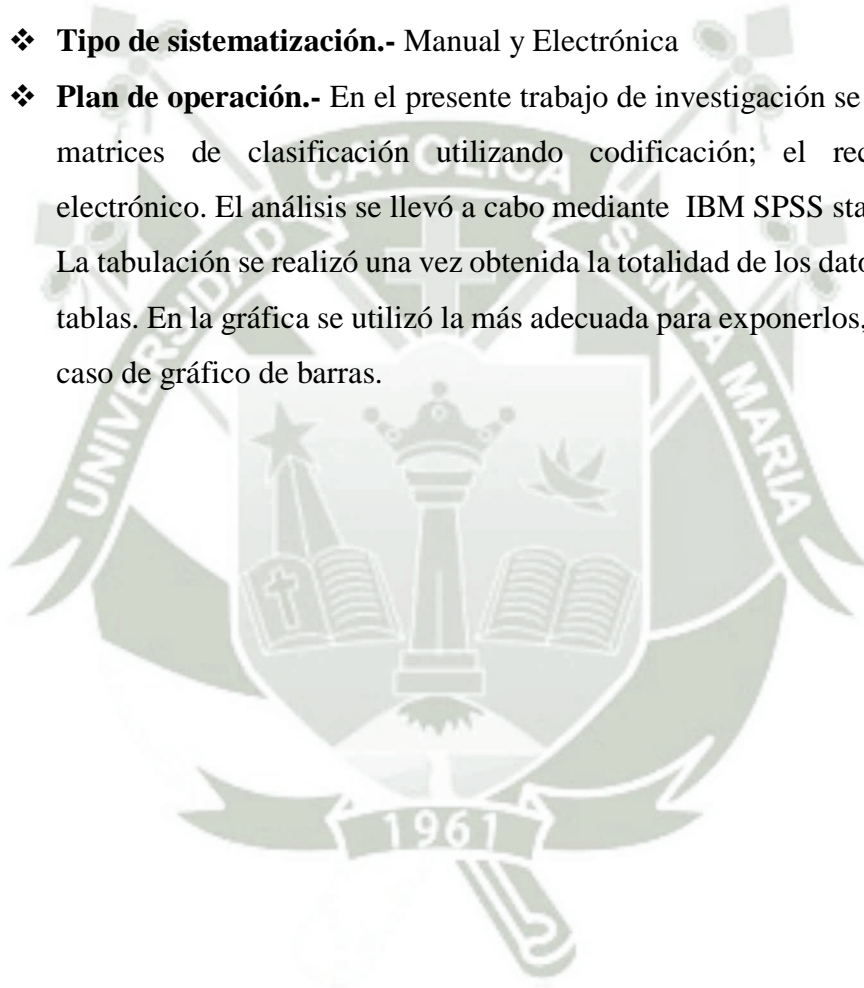 ❖ Tipo de sistematización.- Manual y Electrónica
❖ Plan de operación.- En el presente trabajo de investigación se
matrices de clasificación utilizando codificación; el rec
electrónico. El análisis se llevó a cabo mediante IBM SPSS sta
La tabulación se realizó una vez obtenida la totalidad de los dato
tablas. En la gráfica se utilizó la más adecuada para exponerlos,
caso de gráfico de barras.
UNIVERSIDAD CATOLICA SANTA MARIA
1961